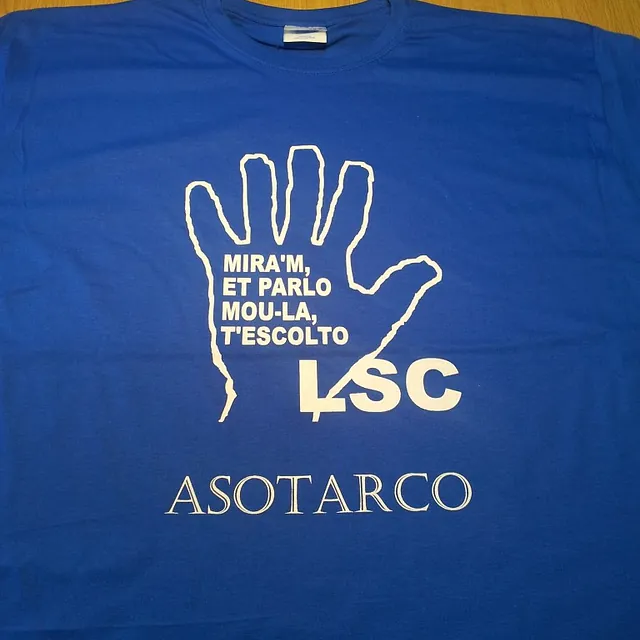 MIRA'M,
ET PARLO
MOU-LA,
T'ESCOLTO
LSC
ASOTARCO